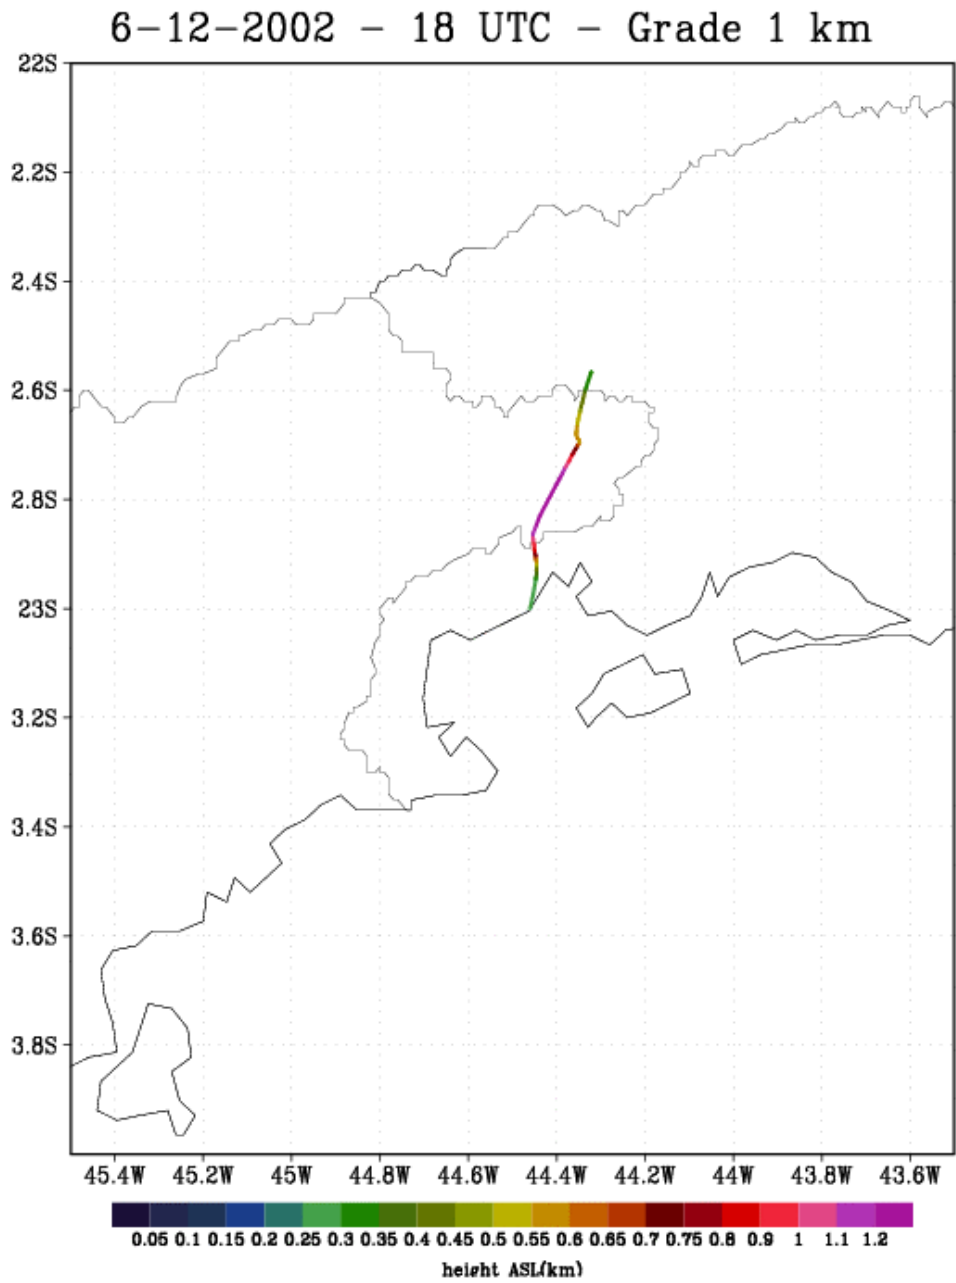 6-12-2002 - 18 UTC - Grade 1 km
22S
2.2S
2.4S
2.6S
2.8S
23S
3.2S
3.4S
3.6S
3.8S
45.4W 45.2W 45W 44.8W 44.6W 44.4W 44.2W 44W 43.8W 43.6W
0.05 0.1 0.15 0.2 0.25 0.3 0.35 0.4 0.45 0.5 0.55 0.6 0.65 0.7 0.75 0.8 0.9 1 1.1 1.2
height ASL(km)